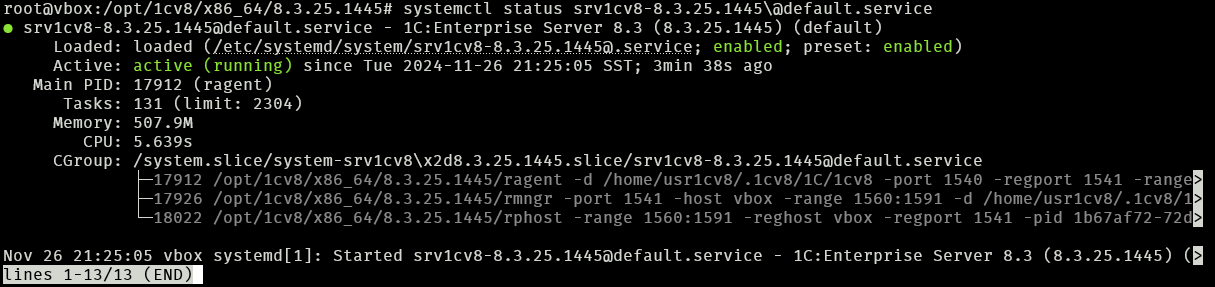 root@vbox:/opt/1cv8/x86_64/8.3.25.1445# systemctl status srv1cv8-8.3.25.1445\@default.service
● srv1cv8-8.3.25.1445@default.service - 1C:Enterprise Server 8.3 (8.3.25.1445) (default)
     Loaded: loaded (/etc/systemd/system/srv1cv8-8.3.25.1445@.service; enabled; preset: enabled)
     Active: active (running) since Tue 2024-11-26 21:25:05 SST; 3min 38s ago
   Main PID: 17912 (ragent)
      Tasks: 131 (limit: 2304)
     Memory: 507.9M
        CPU: 5.639s
     CGroup: /system.slice/system-srv1cv8\x2d8.3.25.1445.slice/srv1cv8-8.3.25.1445@default.service
             ├─17912 /opt/1cv8/x86_64/8.3.25.1445/ragent -d /home/usr1cv8/.1cv8/1C/1cv8 -port 1540 -regport 1541 -range>
             ├─17926 /opt/1cv8/x86_64/8.3.25.1445/rmngr -port 1541 -host vbox -range 1560:1591 -d /home/usr1cv8/.1cv8/1>
             └─18022 /opt/1cv8/x86_64/8.3.25.1445/rphost -range 1560:1591 -reghost vbox -regport 1541 -pid 1b67af72-72d>
Nov 26 21:25:05 vbox systemd[1]: Started srv1cv8-8.3.25.1445@default.service - 1C:Enterprise Server 8.3 (8.3.25.1445) (>
lines 1-13/13 (END)